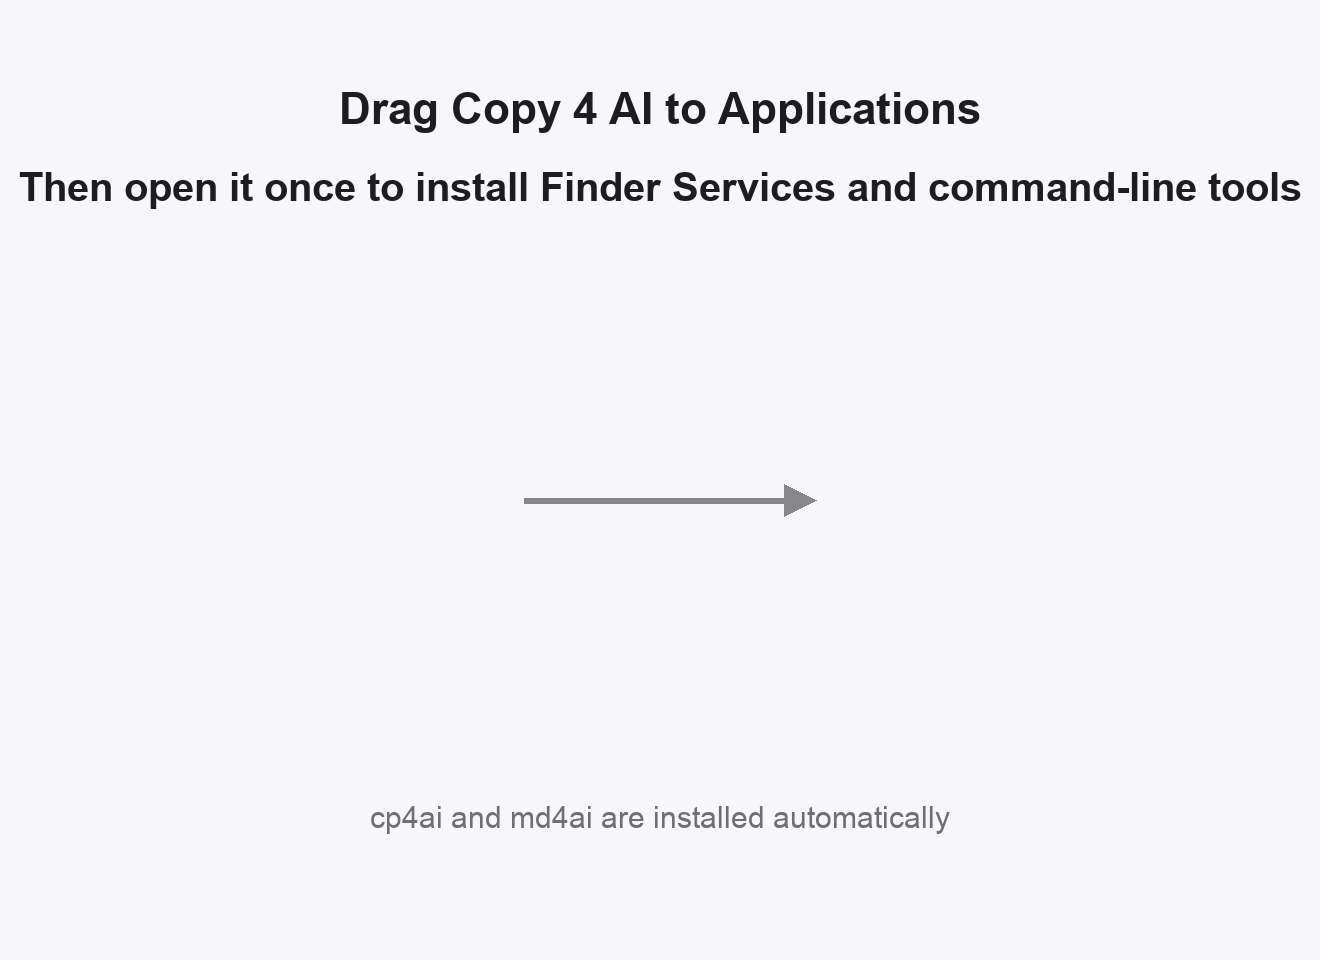 Drag Copy 4 AI to Applications
Then open it once to install Finder Services and command-line tools
cp4ai and md4ai are installed automatically